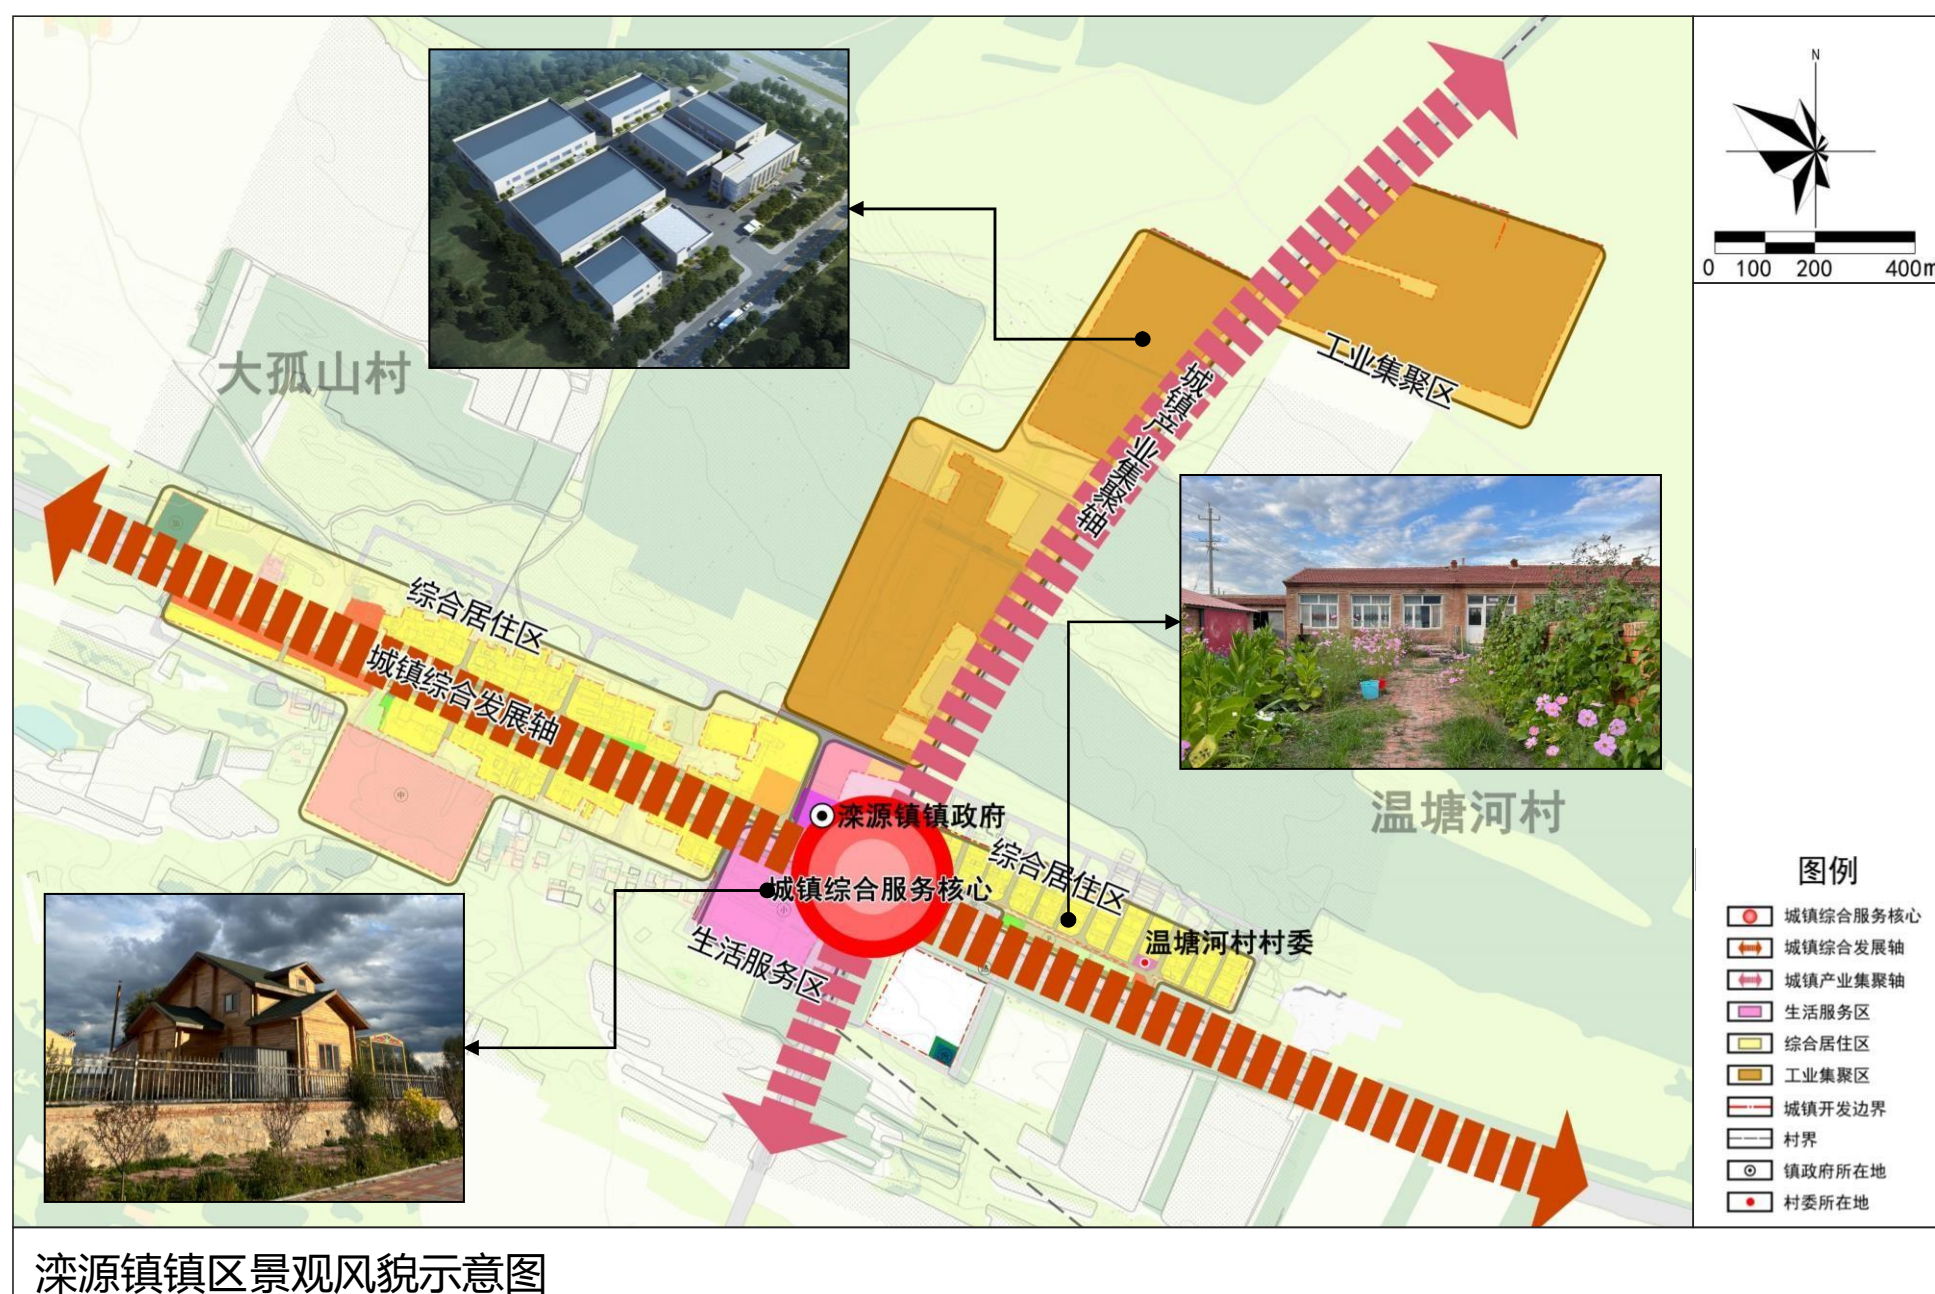 N
0 100 200 400m
大孤山村
工业集聚区
城镇产业集聚轴
综合居住区
城镇综合发展轴
滦源镇镇政府
温塘河村
综合居住区
城镇综合服务核心
温塘河村村委
生活服务区
图例
城镇综合服务核心
城镇综合发展轴
城镇产业集聚轴
生活服务区
综合居住区
工业集聚区
城镇开发边界
村界
镇政府所在地
村委所在地
滦源镇镇区景观风貌示意图